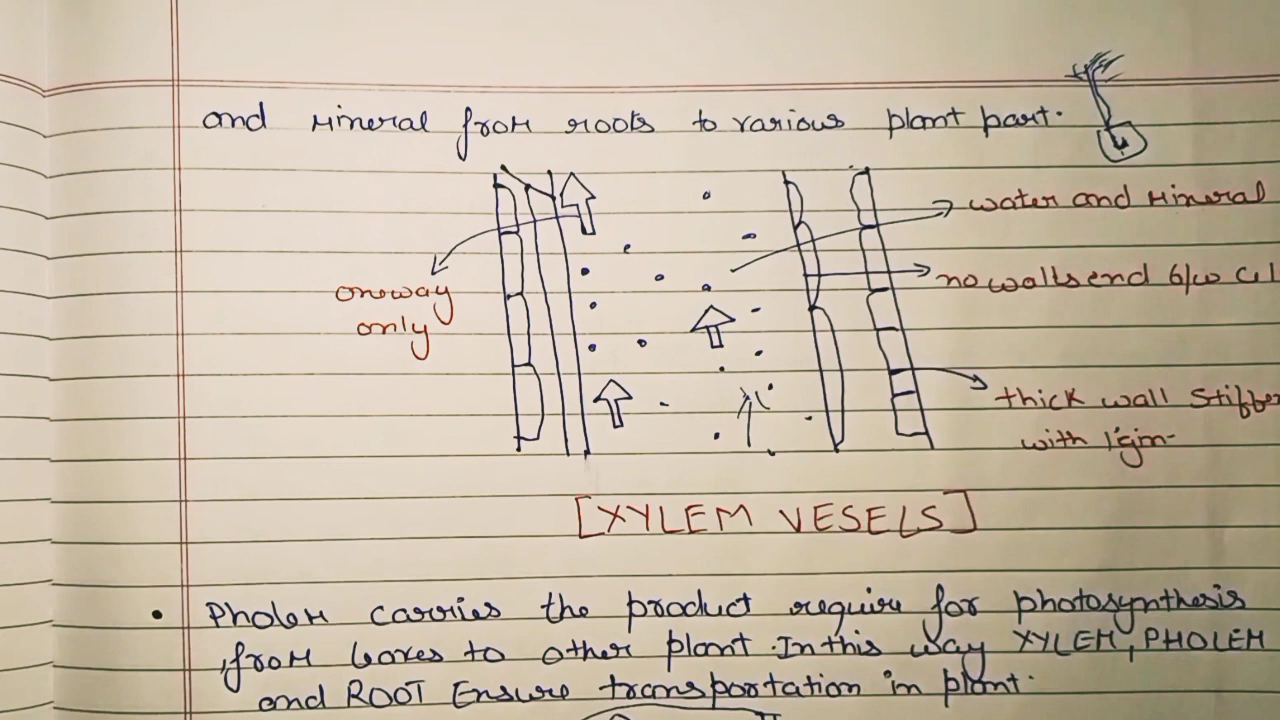 and Mineral from roots to various plant part.
water and Mineral
oneway
only
no walls end b/w Cel
thick wall Stiffen
with ligin-
[XYLEM VESELS]
• Pholem carries the product require for photosynthesis
from leaves to other plant. In this way XYLEM, PHOLEM
and ROOT Ensure transportation in plant.